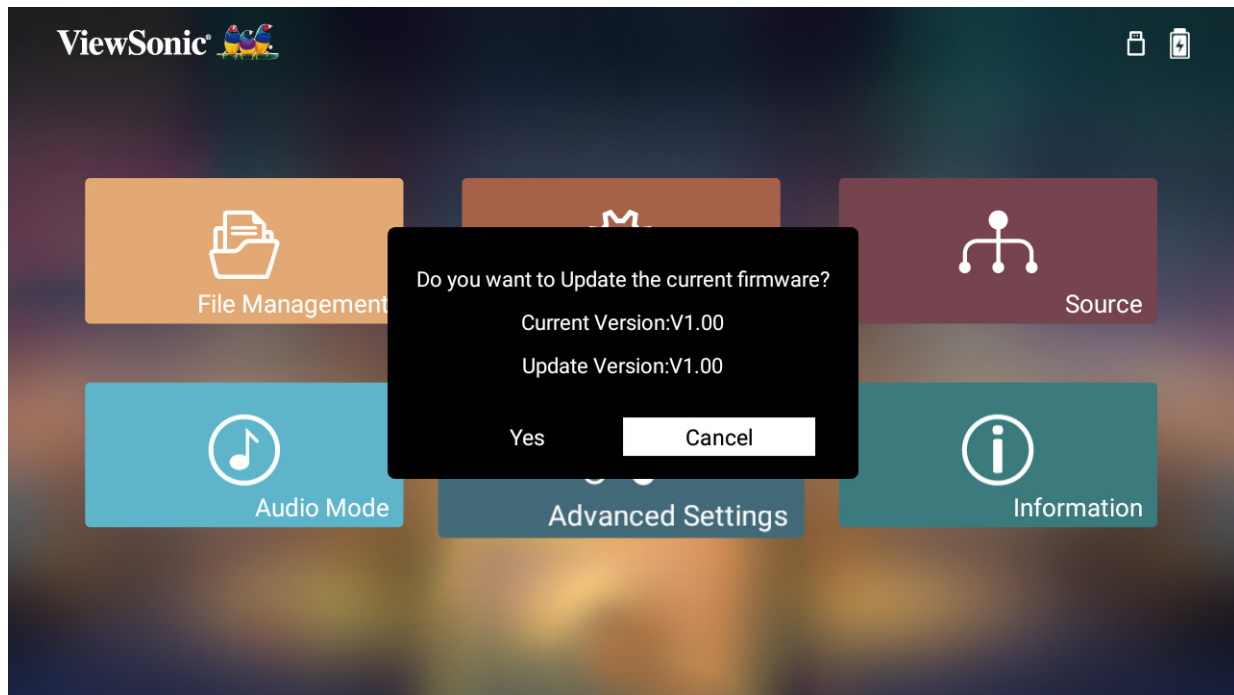 ViewSonic®
File Management
Source
Do you want to Update the current firmware?
Current Version:V1.00
Update Version:V1.00
Yes
Cancel
Audio Mode
Advanced Settings
Information